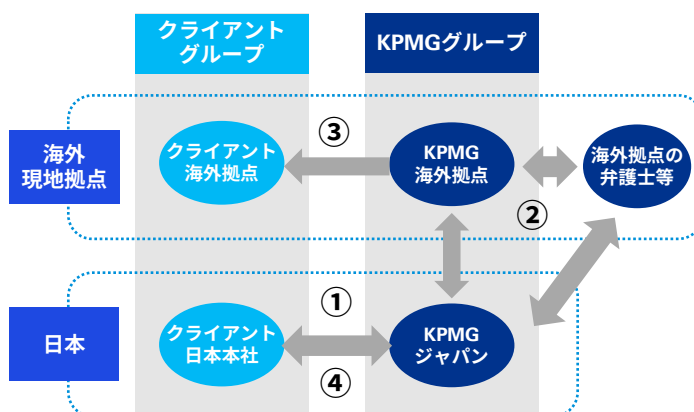 クライアント
グループ
KPMGグループ
海外
現地拠点
クライアント
海外拠点
③
KPMG
海外拠点
②
海外拠点の
弁護士等
日本
クライアント
日本本社
①
④
KPMG
ジャパン